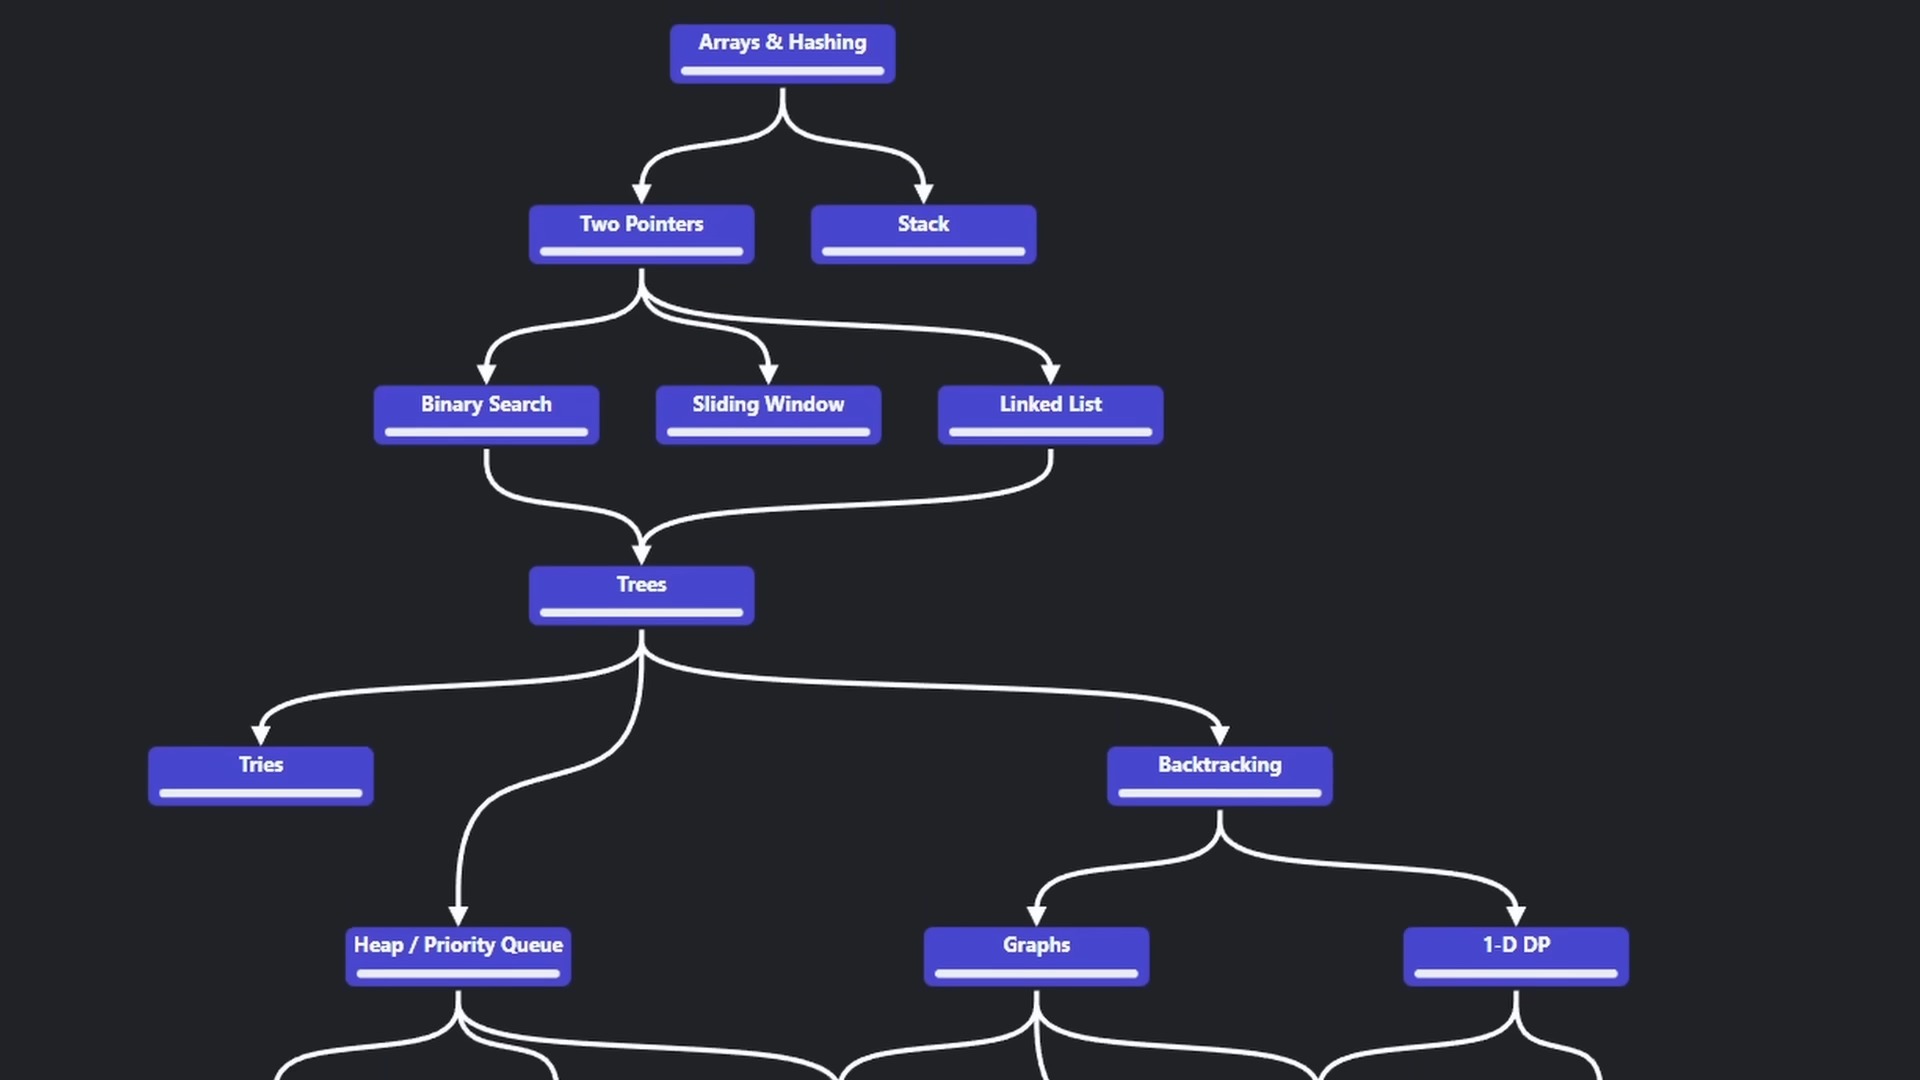 Arrays & Hashing
Two Pointers
Stack
Binary Search
Sliding Window
Linked List
Trees
Tries
Backtracking
Heap / Priority Queue
Graphs
1-D DP